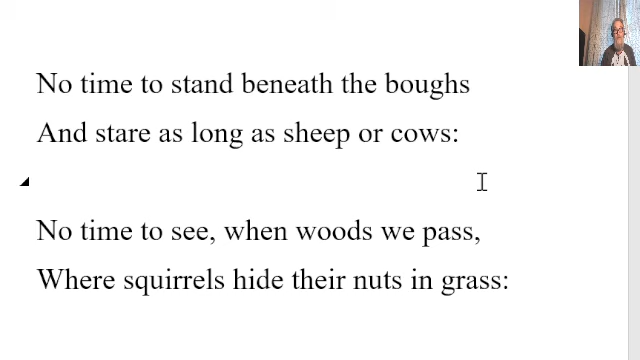 No time to stand beneath the boughs
And stare as long as sheep or cows:
No time to see, when woods we pass,
Where squirrels hide their nuts in grass: